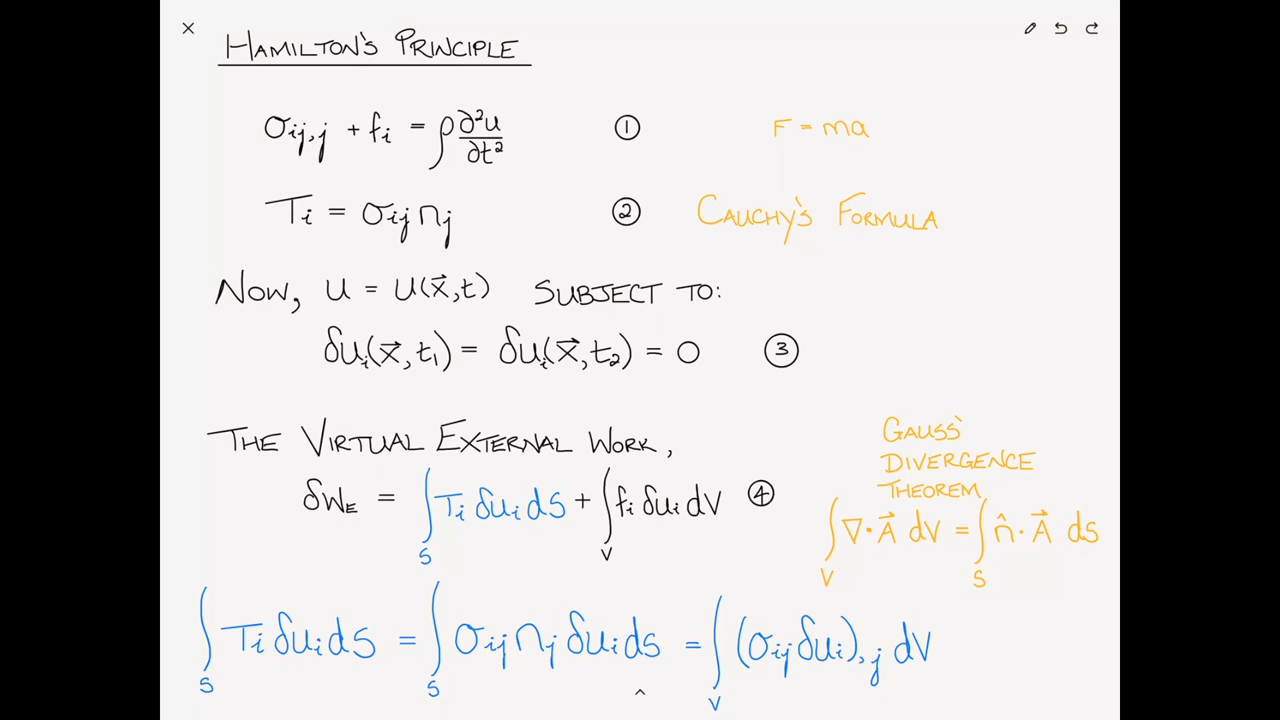 HAMILTON'S PRINCIPLE
σij,j + fi = ρ ∂²u/∂t² ① F = ma
Ti = σij nj ② CAUCHY'S FORMULA
NOW, u = u(x⃗,t) SUBJECT TO:
δui(x⃗,t1) = δui(x⃗,t2) = 0 ③
THE VIRTUAL EXTERNAL WORK,
δWE = ∫S Ti δui dS + ∫V fi δui dV ④
GAUSS'
DIVERGENCE
THEOREM
∫V ∇·A⃗ dV = ∫S n̂·A⃗ dS
∫S Ti δui dS = ∫S σij nj δui dS = ∫V (σij δui),j dV